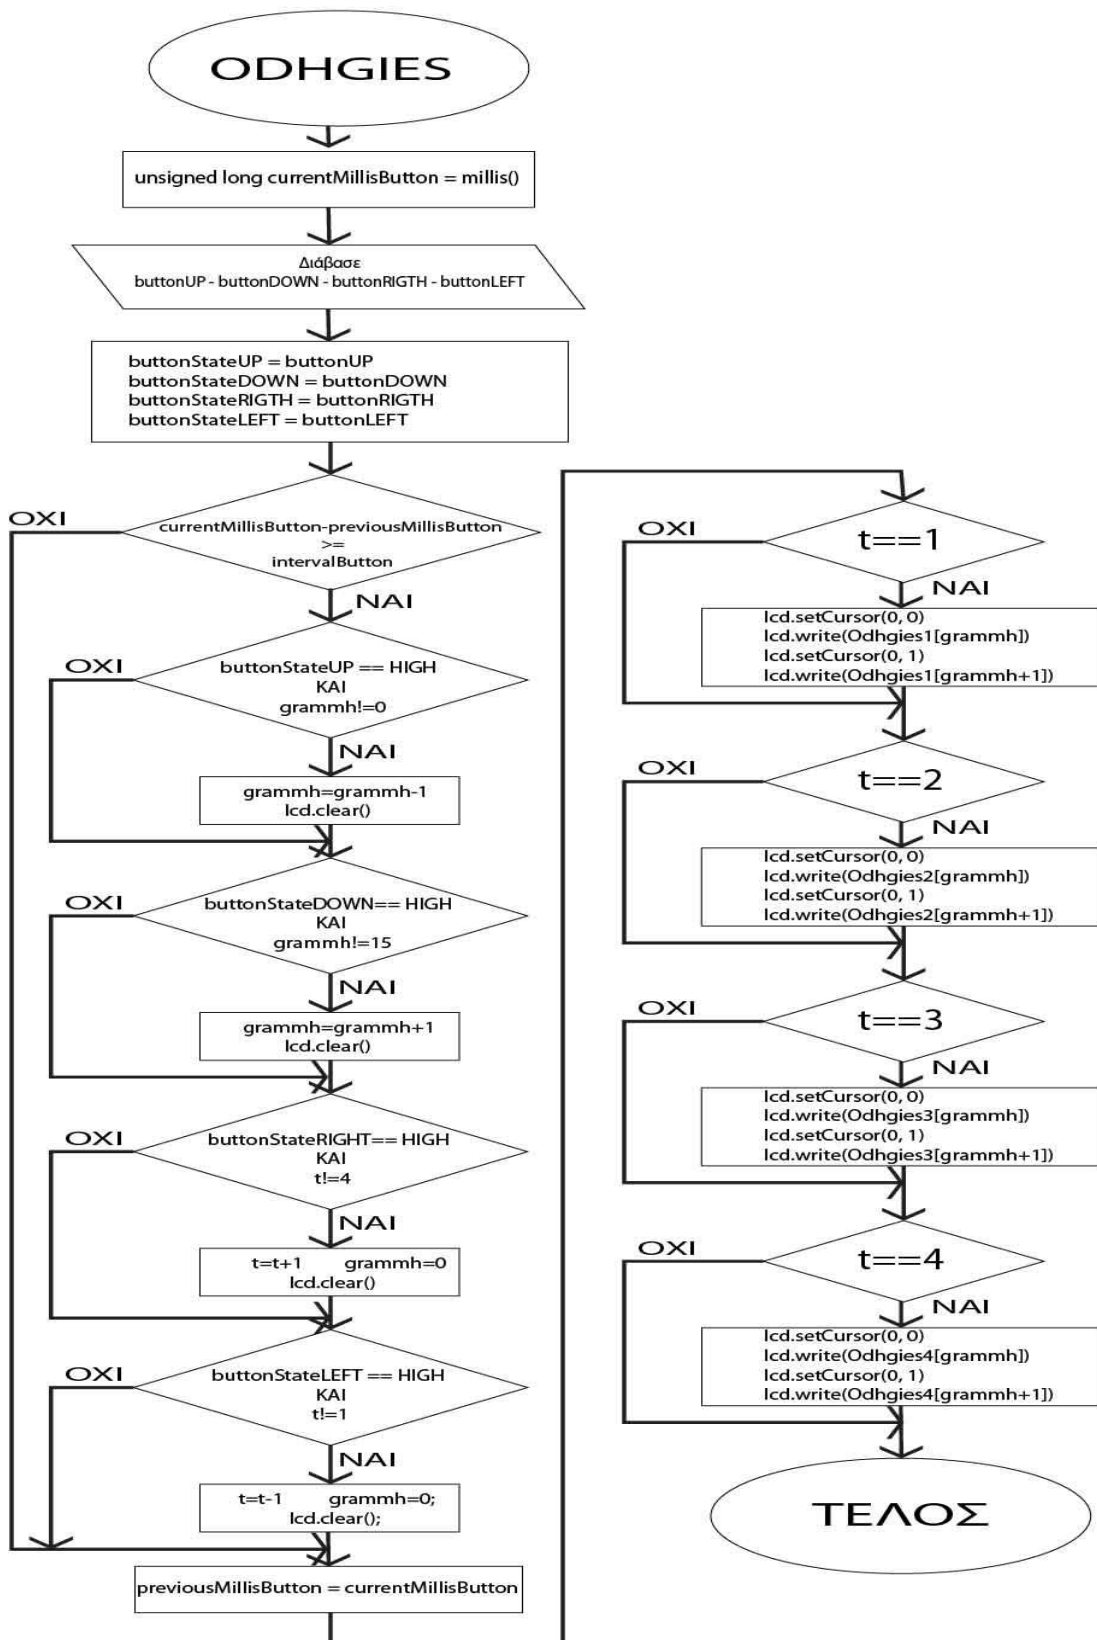 ODHGIES
unsigned long currentMillisButton = millis()
Διάβασε
buttonUP - buttonDOWN - buttonRIGTH - buttonLEFT
buttonStateUP = buttonUP
buttonStateDOWN = buttonDOWN
buttonStateRIGTH = buttonRIGTH
buttonStateLEFT = buttonLEFT
OXI
currentMillisButton-previousMillisButton
>=
intervalButton
NAI
OXI
buttonStateUP == HIGH
KAI
grammh!=0
NAI
grammh=grammh-1
lcd.clear()
OXI
buttonStateDOWN== HIGH
KAI
grammh!=15
NAI
grammh=grammh+1
lcd.clear()
OXI
buttonStateRIGHT== HIGH
KAI
t!=4
NAI
t=t+1 grammh=0
lcd.clear()
OXI
buttonStateLEFT == HIGH
KAI
t!=1
NAI
t=t-1 grammh=0;
lcd.clear();
previousMillisButton = currentMillisButton
OXI
t==1
NAI
lcd.setCursor(0, 0)
lcd.write(Odhgies1[grammh])
lcd.setCursor(0, 1)
lcd.write(Odhgies1[grammh+1])
OXI
t==2
NAI
lcd.setCursor(0, 0)
lcd.write(Odhgies2[grammh])
lcd.setCursor(0, 1)
lcd.write(Odhgies2[grammh+1])
OXI
t==3
NAI
lcd.setCursor(0, 0)
lcd.write(Odhgies3[grammh])
lcd.setCursor(0, 1)
lcd.write(Odhgies3[grammh+1])
OXI
t==4
NAI
lcd.setCursor(0, 0)
lcd.write(Odhgies4[grammh])
lcd.setCursor(0, 1)
lcd.write(Odhgies4[grammh+1])
ΤΕΛΟΣ